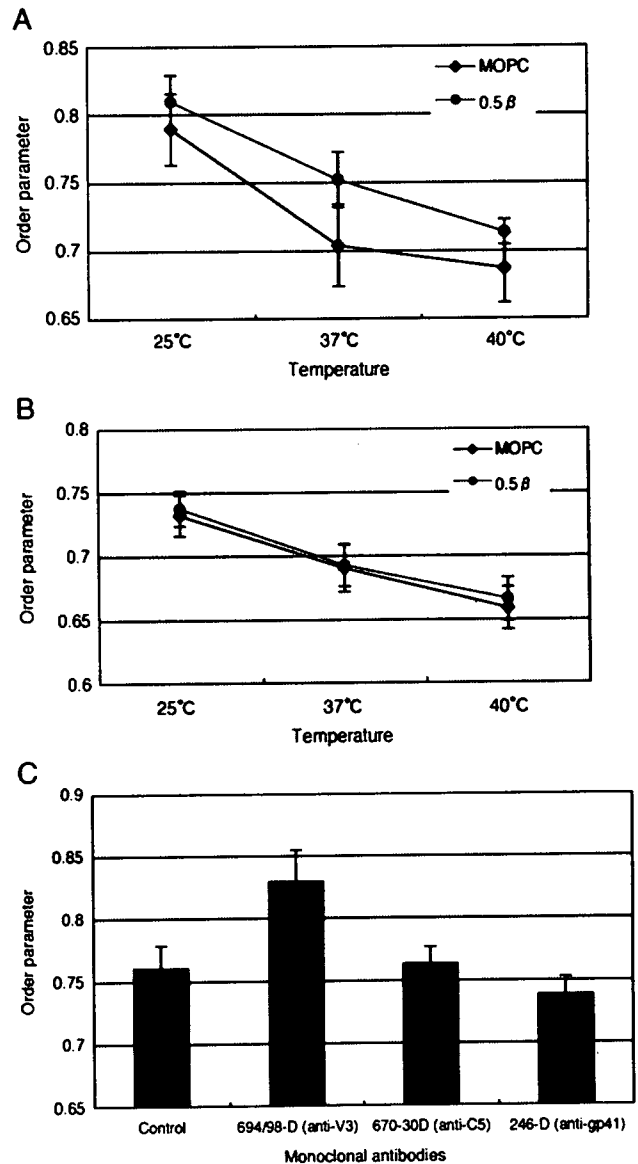 A
0.85
0.8
0.75
0.7
0.65
Order parameter
MOPC
0.5β
25°C 37°C 40°C
Temperature
B
0.8
0.75
0.7
0.65
0.6
Order parameter
MOPC
0.5β
25°C 37°C 40°C
Temperature
C
0.9
0.85
0.8
0.75
0.7
0.65
Order parameter
Control 694/98-D (anti-V3) 670-30D (anti-C5) 246-D (anti-gp41)
Monoclonal antibodies